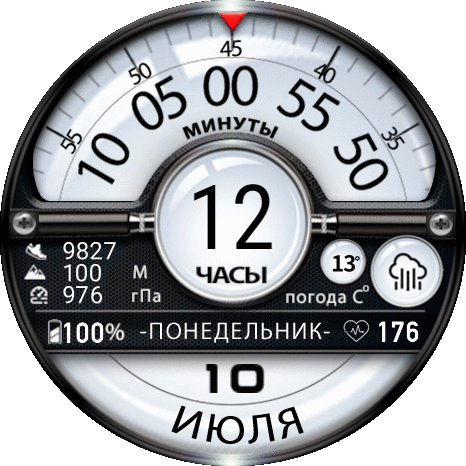 45
50 40
55 35
10 05 00 55 50
МИНУТЫ
12
ЧАСЫ
9827
100 М
976 гПа
13°
погода C°
100% -ПОНЕДЕЛЬНИК- 176
10
ИЮЛЯ